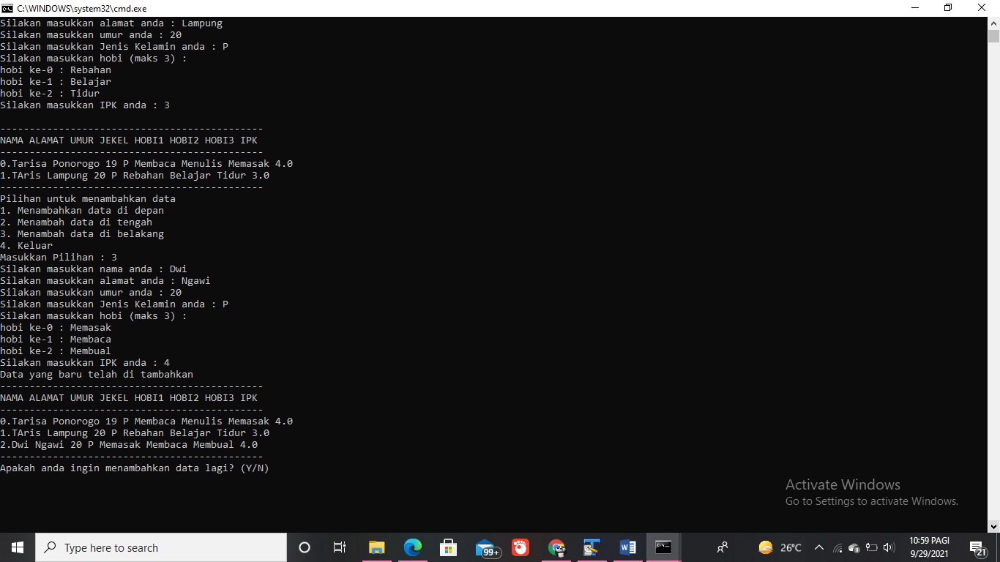 C:\WINDOWS\system32\cmd.exe
Silakan masukkan alamat anda : Lampung
Silakan masukkan umur anda : 20
Silakan masukkan Jenis Kelamin anda : P
Silakan masukkan hobi (maks 3) :
hobi ke-0 : Rebahan
hobi ke-1 : Belajar
hobi ke-2 : Tidur
Silakan masukkan IPK anda : 3
---------------------------------------------
NAMA ALAMAT UMUR JEKEL HOBI1 HOBI2 HOBI3 IPK
---------------------------------------------
0.Tarisa Ponorogo 19 P Membaca Menulis Memasak 4.0
1.TAris Lampung 20 P Rebahan Belajar Tidur 3.0
---------------------------------------------
Pilihan untuk menambahkan data
1. Menambahkan data di depan
2. Menambah data di tengah
3. Menambah data di belakang
4. Keluar
Masukkan Pilihan : 3
Silakan masukkan nama anda : Dwi
Silakan masukkan alamat anda : Ngawi
Silakan masukkan umur anda : 20
Silakan masukkan Jenis Kelamin anda : P
Silakan masukkan hobi (maks 3) :
hobi ke-0 : Memasak
hobi ke-1 : Membaca
hobi ke-2 : Membual
Silakan masukkan IPK anda : 4
Data yang baru telah di tambahkan
---------------------------------------------
NAMA ALAMAT UMUR JEKEL HOBI1 HOBI2 HOBI3 IPK
---------------------------------------------
0.Tarisa Ponorogo 19 P Membaca Menulis Memasak 4.0
1.TAris Lampung 20 P Rebahan Belajar Tidur 3.0
2.Dwi Ngawi 20 P Memasak Membaca Membual 4.0
---------------------------------------------
Apakah anda ingin menambahkan data lagi? (Y/N)
Activate Windows
Go to Settings to activate Windows.
Type here to search
99+
26°C
10:59 PAGI
9/29/2021
21